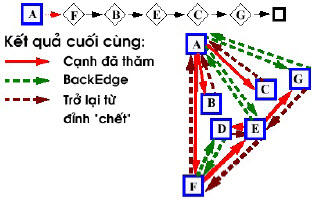 A F B E C G
Kết quả cuối cùng:
Cạnh đã thăm
BackEdge
Trở lại từ
đỉnh "chết"
A
G
B
C
D E
F